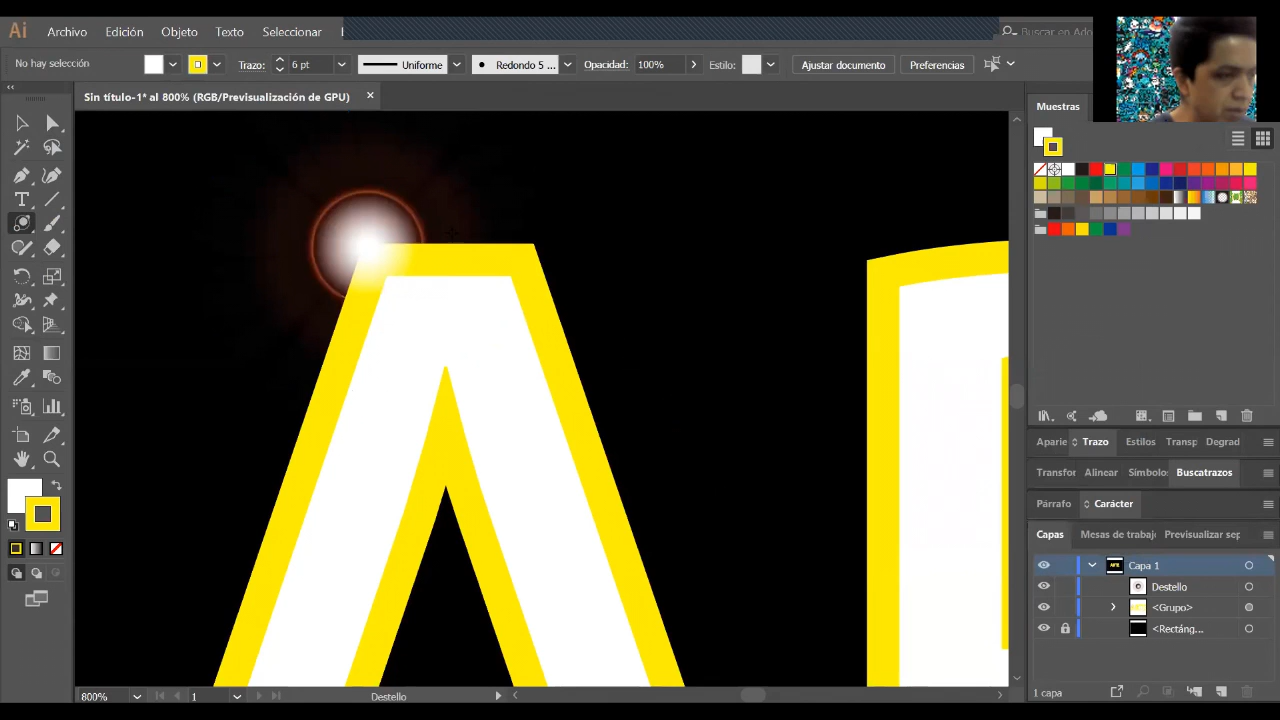 Ai Archivo Edición Objeto Texto Seleccionar
Buscar en Ado
No hay selección Trazo: 6 pt Uniforme Redondo 5 ... Opacidad: 100% Estilo: Ajustar documento Preferencias
Sin título-1* al 800% (RGB/Previsualización de GPU) ×
Muestras
A
Aparie Trazo Estilos Transp Degrad
Transfor Alinear Símbolos Buscatrazos
Párrafo Carácter
Capas Mesas de trabaj Previsualizar sep
Capa 1
Destello
<Grupo>
<Rectáng...
1 capa
800% 1 Destello